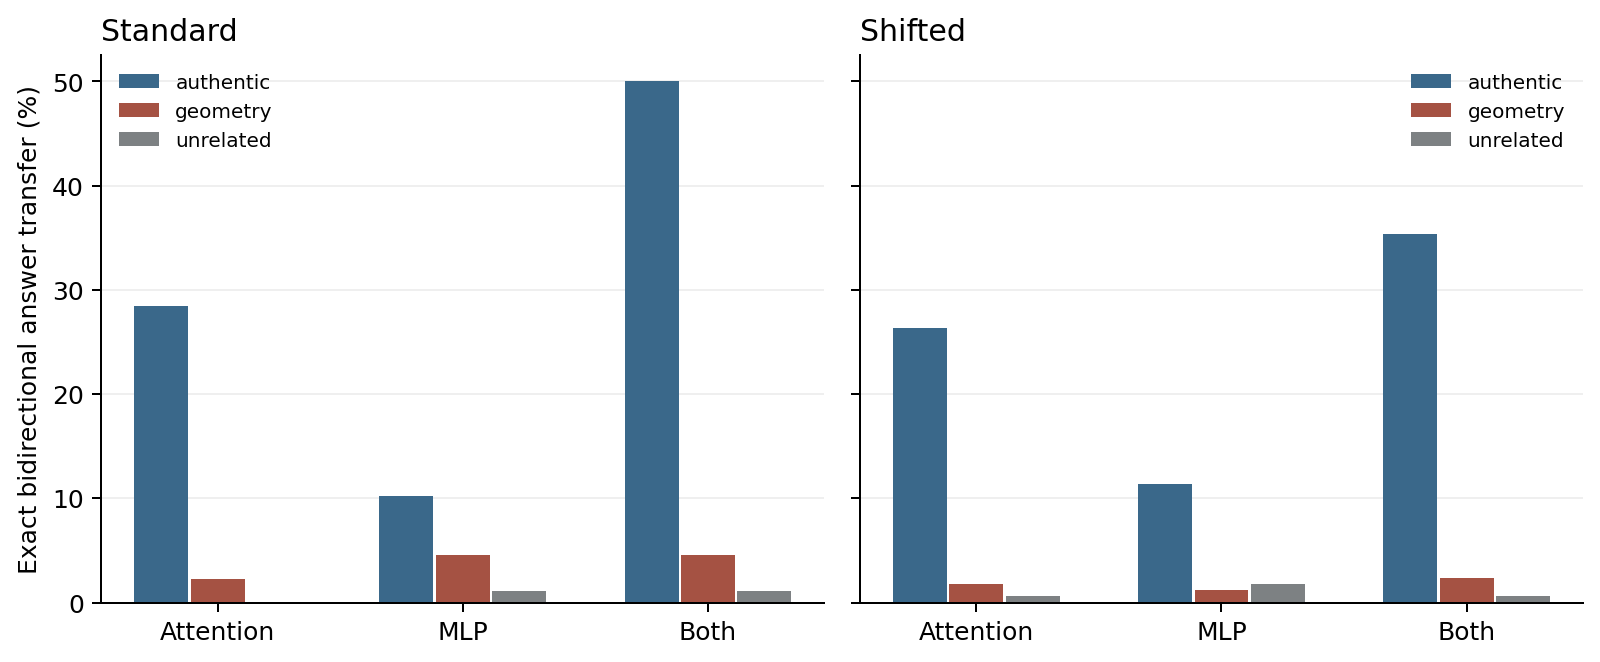 Standard
Shifted
Exact bidirectional answer transfer (%)
50
40
30
20
10
0
authentic
geometry
unrelated
authentic
geometry
unrelated
Attention
MLP
Both
Attention
MLP
Both